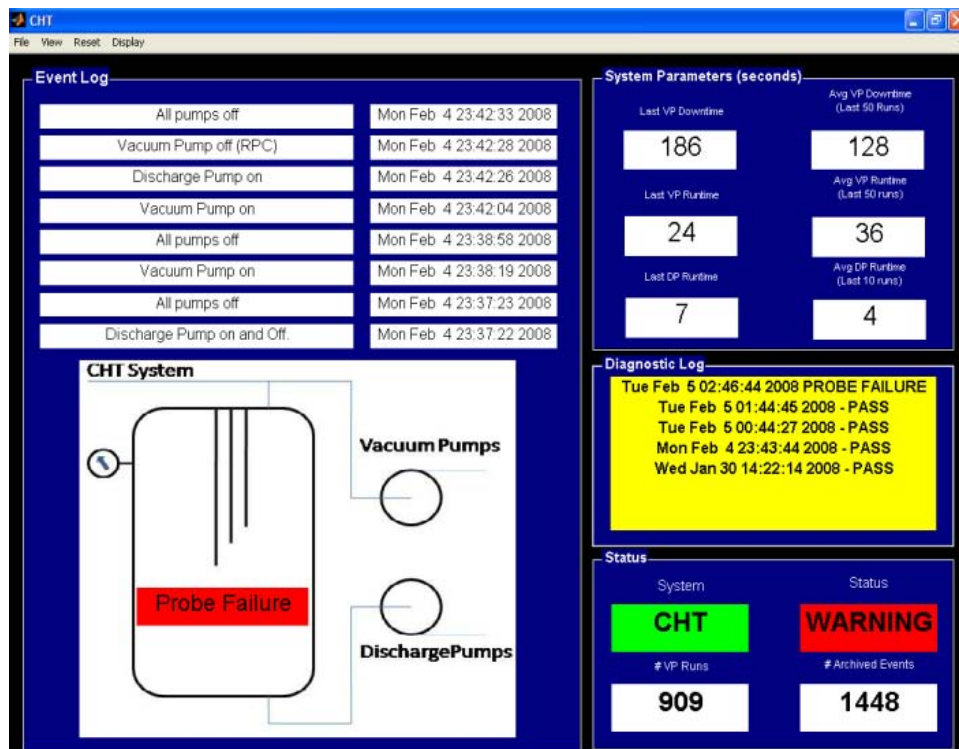 CHT
File View Reset Display
Event Log
All pumps off Mon Feb 4 23:42:33 2008
Vacuum Pump off (RPC) Mon Feb 4 23:42:28 2008
Discharge Pump on Mon Feb 4 23:42:26 2008
Vacuum Pump on Mon Feb 4 23:42:04 2008
All pumps off Mon Feb 4 23:38:58 2008
Vacuum Pump on Mon Feb 4 23:38:19 2008
All pumps off Mon Feb 4 23:37:23 2008
Discharge Pump on and Off. Mon Feb 4 23:37:22 2008
CHT System
Vacuum Pumps
Probe Failure
DischargePumps
System Parameters (seconds)
Last VP Downtime
Avg VP Downtime
(Last 50 Runs)
186 128
Last VP Runtime
Avg VP Runtime
(Last 50 runs)
24 36
Last DP Runtime
Avg DP Runtime
(Last 10 runs)
7 4
Diagnostic Log
Tue Feb 5 02:46:44 2008 PROBE FAILURE
Tue Feb 5 01:44:45 2008 - PASS
Tue Feb 5 00:44:27 2008 - PASS
Mon Feb 4 23:43:44 2008 - PASS
Wed Jan 30 14:22:14 2008 - PASS
Status
System Status
CHT WARNING
# VP Runs # Archived Events
909 1448